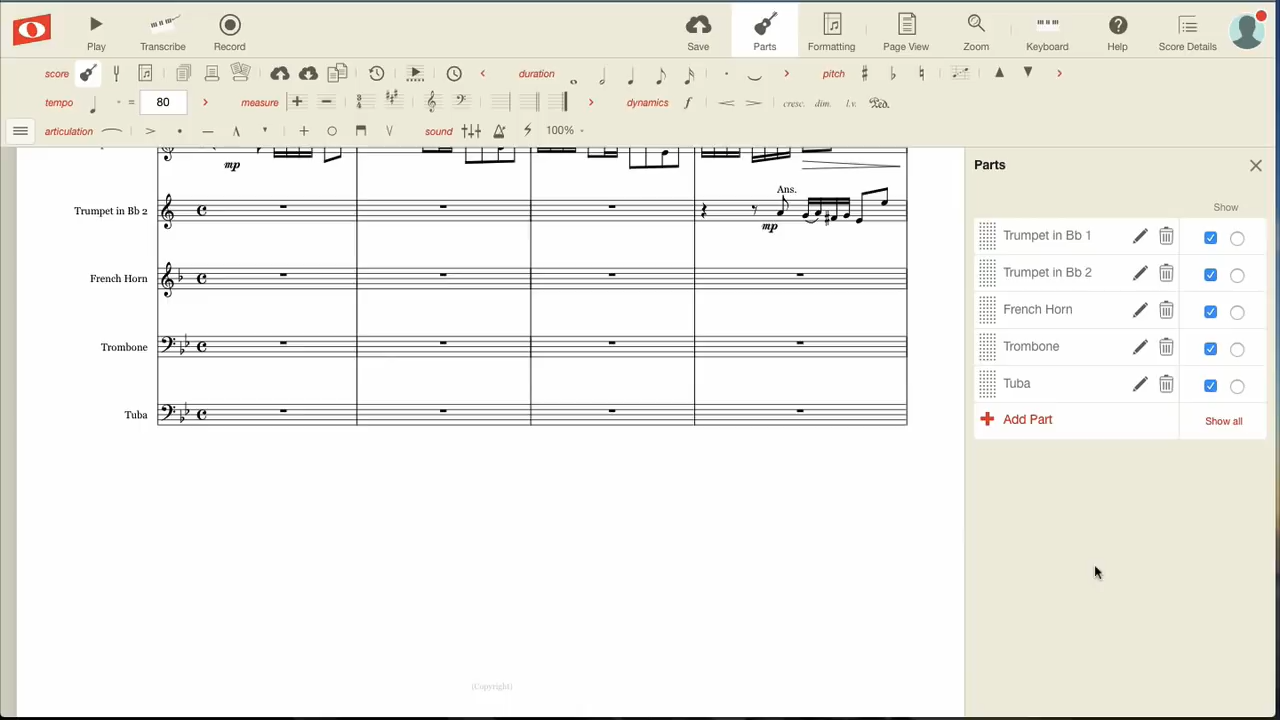 Play Transcribe Record Save Parts Formatting Page View Zoom Keyboard Help Score Details
score duration pitch
tempo = 80 measure dynamics f cresc. dim. l.v. Ped.
articulation sound 100%
Parts
Show
mp
Ans.
Trumpet in Bb 2
mp
French Horn
Trombone
Tuba
Trumpet in Bb 1
Trumpet in Bb 2
French Horn
Trombone
Tuba
Add Part Show all
[Copyright]